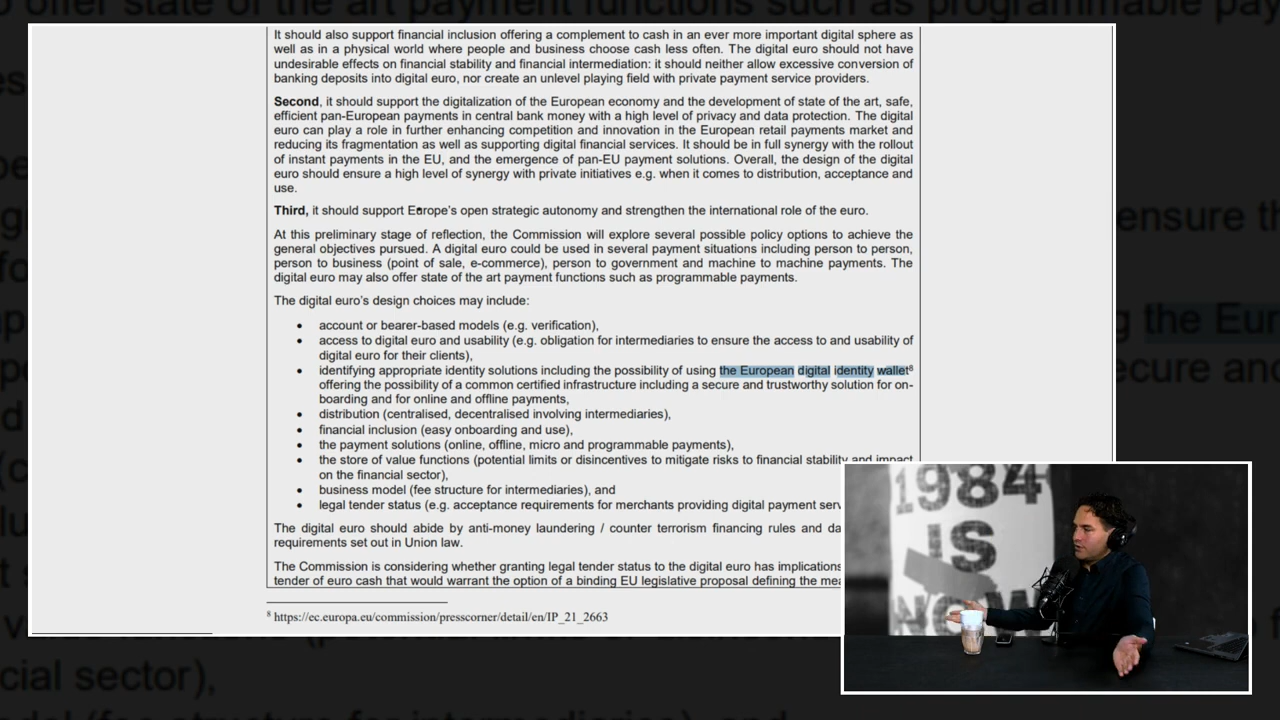 o offer state of the art payment functions such as programmable pay
It should also support financial inclusion offering a complement to cash in an ever more important digital sphere as
well as in a physical world where people and business choose cash less often. The digital euro should not have
undesirable effects on financial stability and financial intermediation: it should neither allow excessive conversion of
banking deposits into digital euro, nor create an unlevel playing field with private payment service providers.
Second, it should support the digitalization of the European economy and the development of state of the art, safe,
efficient pan-European payments in central bank money with a high level of privacy and data protection. The digital
euro can play a role in further enhancing competition and innovation in the European retail payments market and
reducing its fragmentation as well as supporting digital financial services. It should be in full synergy with the rollout
of instant payments in the EU, and the emergence of pan-EU payment solutions. Overall, the design of the digital
euro should ensure a high level of synergy with private initiatives e.g. when it comes to distribution, acceptance and
use.
Third, it should support Europe's open strategic autonomy and strengthen the international role of the euro.
At this preliminary stage of reflection, the Commission will explore several possible policy options to achieve the
general objectives pursued. A digital euro could be used in several payment situations including person to person,
person to business (point of sale, e-commerce), person to government and machine to machine payments. The
digital euro may also offer state of the art payment functions such as programmable payments.
The digital euro's design choices may include:
• account or bearer-based models (e.g. verification),
• access to digital euro and usability (e.g. obligation for intermediaries to ensure the access to and usability of
digital euro for their clients),
• identifying appropriate identity solutions including the possibility of using the European digital identity wallet⁸
offering the possibility of a common certified infrastructure including a secure and trustworthy solution for on-
boarding and for online and offline payments,
• distribution (centralised, decentralised involving intermediaries),
• financial inclusion (easy onboarding and use),
• the payment solutions (online, offline, micro and programmable payments),
• the store of value functions (potential limits or disincentives to mitigate risks to financial stability and impact
on the financial sector),
• business model (fee structure for intermediaries), and
• legal tender status (e.g. acceptance requirements for merchants providing digital payment serv
The digital euro should abide by anti-money laundering / counter terrorism financing rules and da
requirements set out in Union law.
The Commission is considering whether granting legal tender status to the digital euro has implications
tender of euro cash that would warrant the option of a binding EU legislative proposal defining the mea
⁸ https://ec.europa.eu/commission/presscorner/detail/en/IP_21_2663
ensure th
g the Eur
ecure and
cial sector),
1984
IS
NOW